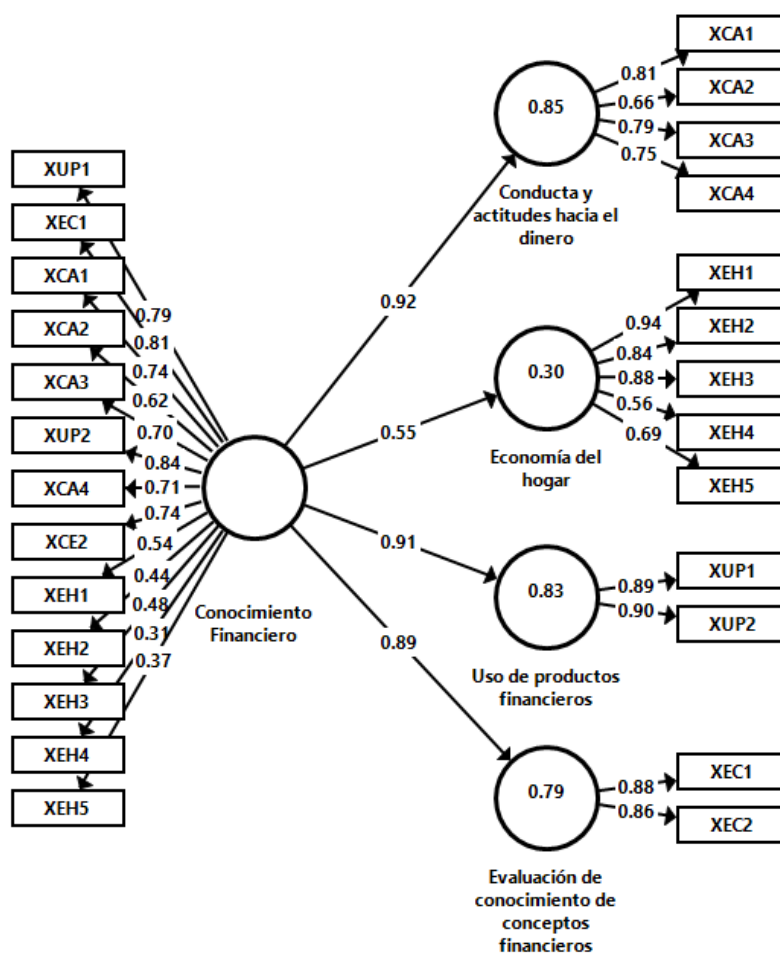 XUP1
XEC1
XCA1
XCA2
XCA3
XUP2
XCA4
XCE2
XEH1
XEH2
XEH3
XEH4
XEH5
0.79
0.81
0.74
0.62
0.70
0.84
0.71
0.74
0.54
0.44
0.48
0.31
0.37
Conocimiento
Financiero
0.92
0.55
0.91
0.89
0.85
Conducta y
actitudes hacia el
dinero
0.81
0.66
0.79
0.75
XCA1
XCA2
XCA3
XCA4
0.30
Economía del
hogar
0.94
0.84
0.88
0.56
0.69
XEH1
XEH2
XEH3
XEH4
XEH5
0.83
Uso de productos
financieros
0.89
0.90
XUP1
XUP2
0.79
Evaluación de
conocimiento de
conceptos
financieros
0.88
0.86
XEC1
XEC2